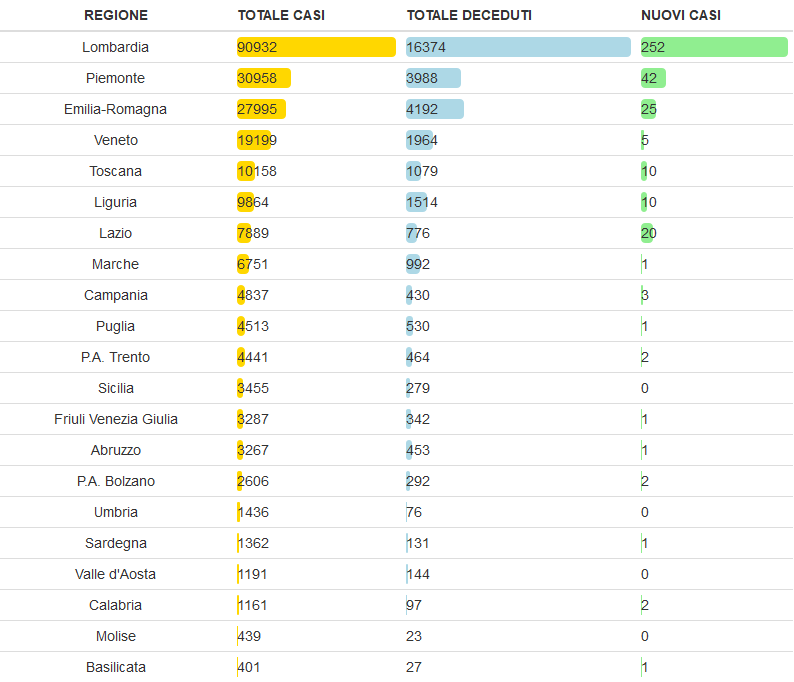 REGIONE TOTALE CASI TOTALE DECEDUTI NUOVI CASI
Lombardia 90932 16374 252
Piemonte 30958 3988 42
Emilia-Romagna 27995 4192 25
Veneto 19199 1964 5
Toscana 10158 1079 10
Liguria 9864 1514 10
Lazio 7889 776 20
Marche 6751 992 1
Campania 4837 430 3
Puglia 4513 530 1
P.A. Trento 4441 464 2
Sicilia 3455 279 0
Friuli Venezia Giulia 3287 342 1
Abruzzo 3267 453 1
P.A. Bolzano 2606 292 2
Umbria 1436 76 0
Sardegna 1362 131 1
Valle d'Aosta 1191 144 0
Calabria 1161 97 2
Molise 439 23 0
Basilicata 401 27 1